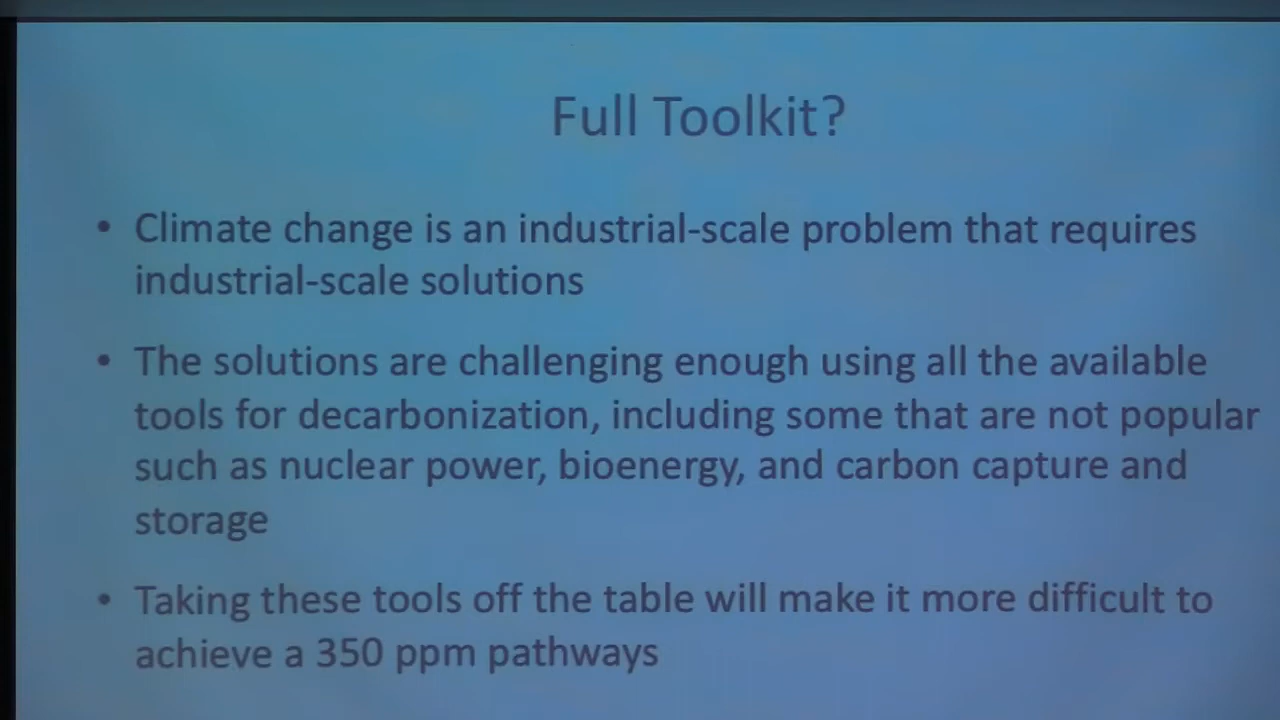 Full Toolkit?
• Climate change is an industrial-scale problem that requires
industrial-scale solutions
• The solutions are challenging enough using all the available
tools for decarbonization, including some that are not popular
such as nuclear power, bioenergy, and carbon capture and
storage
• Taking these tools off the table will make it more difficult to
achieve a 350 ppm pathways